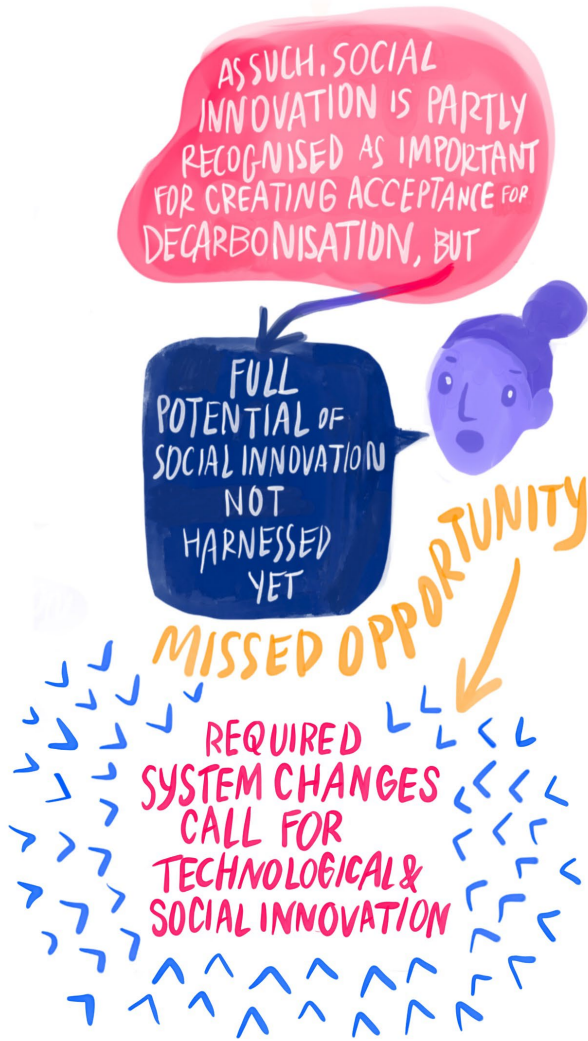 AS SUCH, SOCIAL
INNOVATION IS PARTLY
RECOGNISED AS IMPORTANT
FOR CREATING ACCEPTANCE FOR
DECARBONISATION, BUT
FULL
POTENTIAL OF
SOCIAL INNOVATION
NOT
HARNESSED
YET
MISSED OPPORTUNITY
REQUIRED
SYSTEM CHANGES
CALL FOR
TECHNOLOGICAL &
SOCIAL INNOVATION